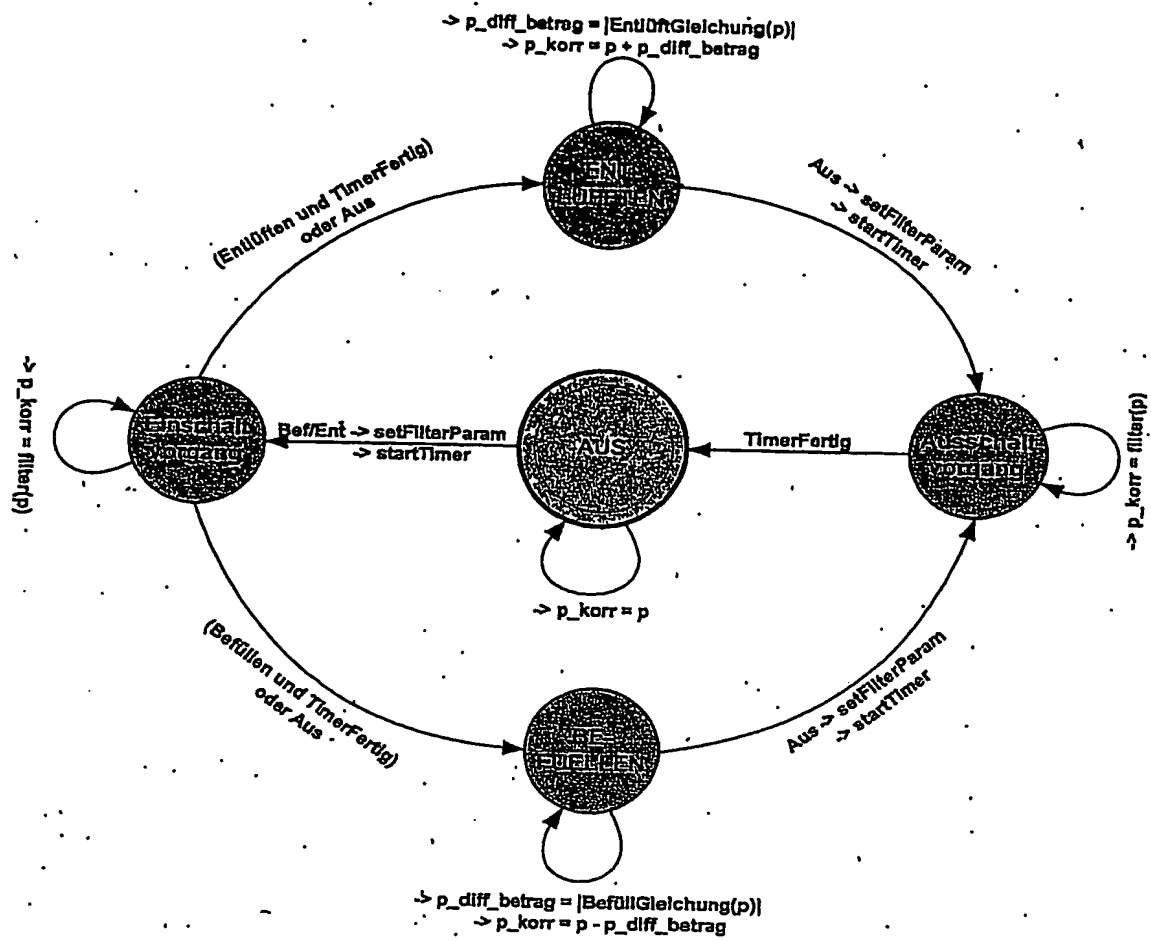 -> p_diff_betrag = |EntlüftGleichung(p)|
-> p_korr = p + p_diff_betrag
ENT-
LUEFTEN
(Entlüften und TimerFertig)
oder Aus
Aus -> setFilterParam
-> startTimer
-> p_korr = filter(p)
Einschalt
vorgang
Bef/Ent -> setFilterParam
-> startTimer
AUS
TimerFertig
Ausschalt
vorgang
-> p_korr = filter(p)
-> p_korr = p
(Befüllen und TimerFertig)
oder Aus
Aus -> setFilterParam
-> startTimer
BE-
FUELLEN
-> p_diff_betrag = |BefüllGleichung(p)|
-> p_korr = p - p_diff_betrag